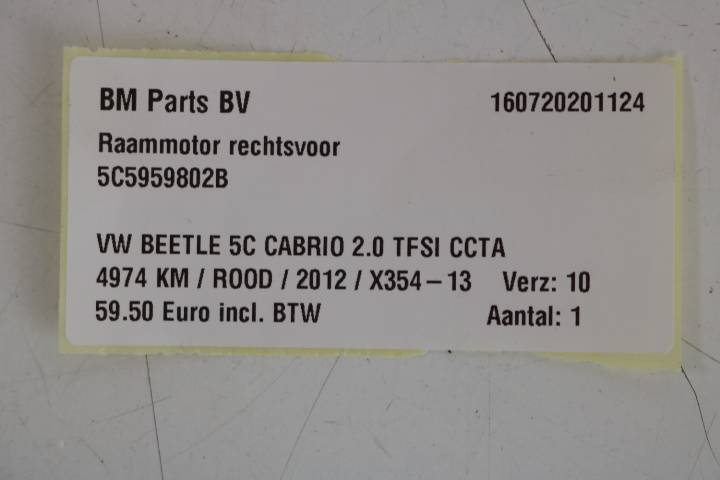 BM Parts BV 160720201124
Raammotor rechtsvoor
5C5959802B
VW BEETLE 5C CABRIO 2.0 TFSI CCTA
4974 KM / ROOD / 2012 / X354-13 Verz: 10
59.50 Euro incl. BTW Aantal: 1